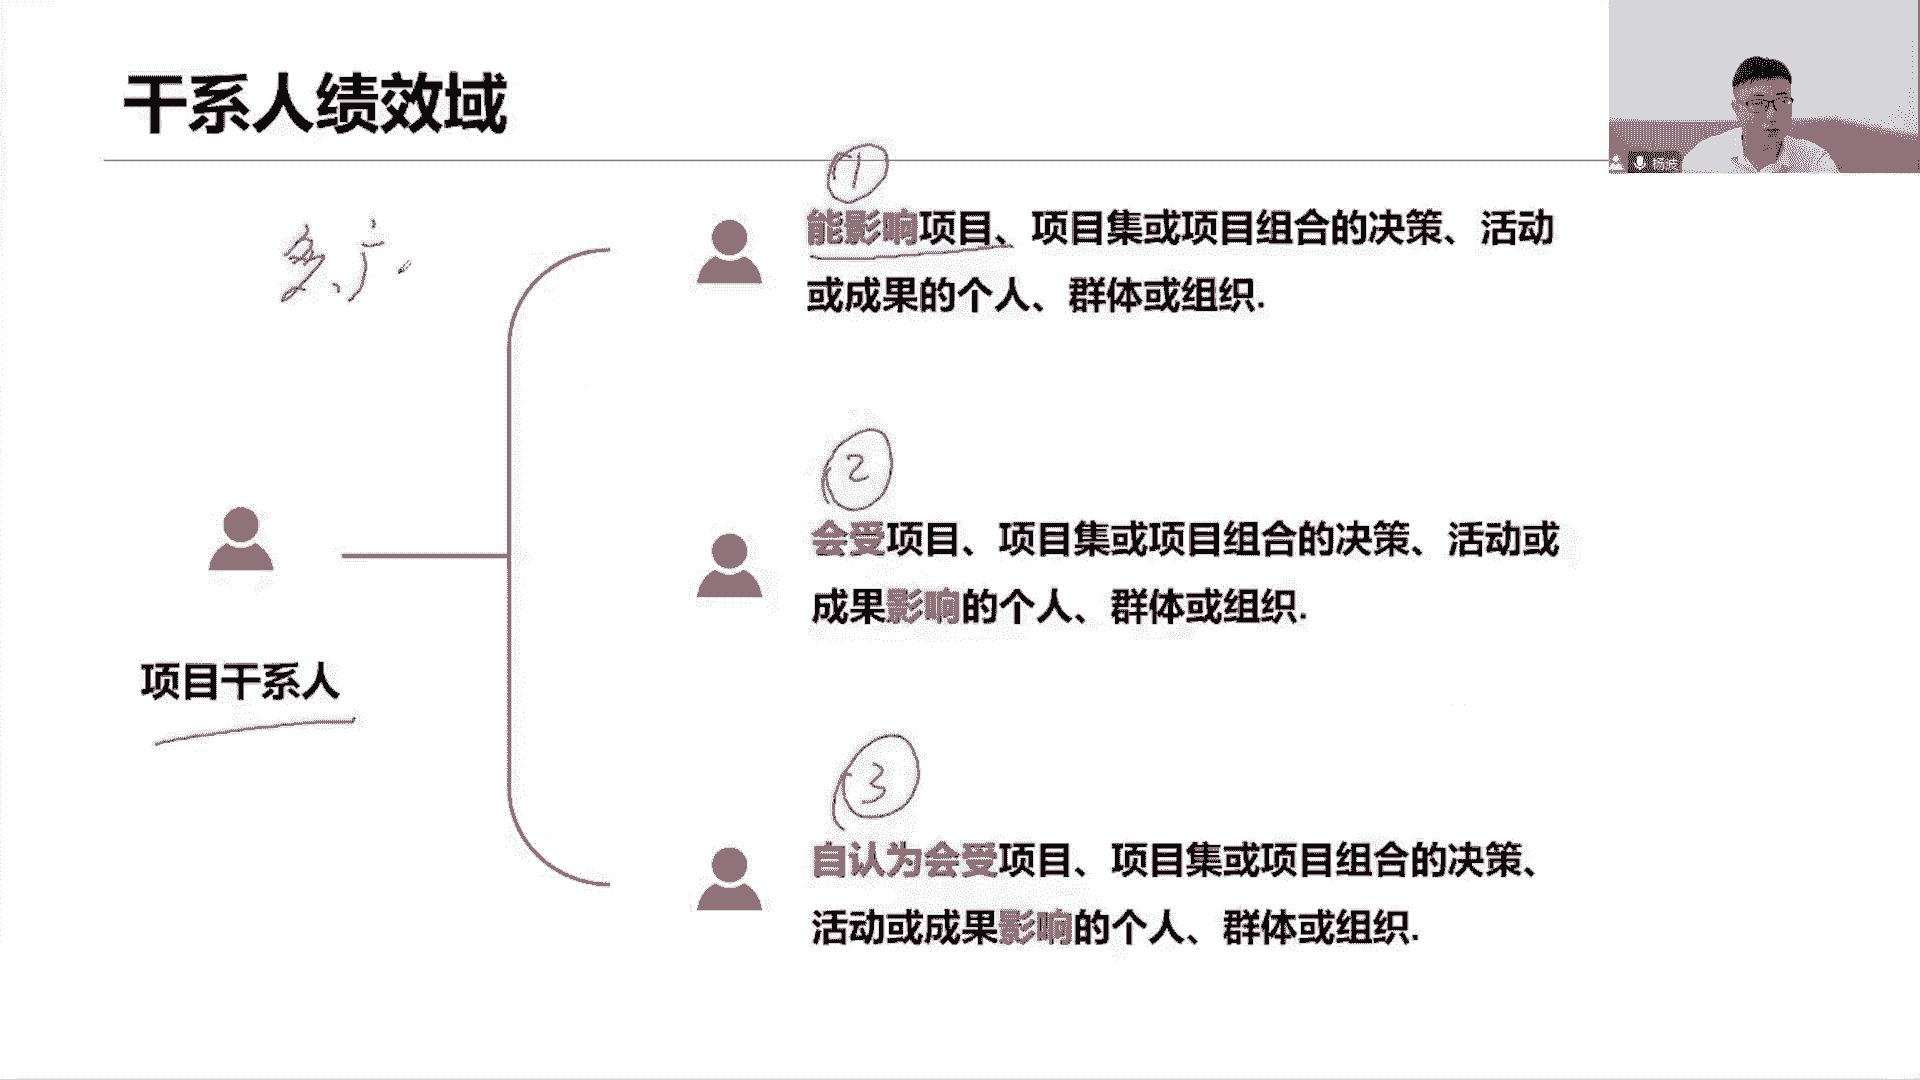 干系人绩效域
杨波
多、广
①
能影响项目、项目集或项目组合的决策、活动
或成果的个人、群体或组织.
②
会受项目、项目集或项目组合的决策、活动或
成果影响的个人、群体或组织.
项目干系人
③
自认为会受项目、项目集或项目组合的决策、
活动或成果影响的个人、群体或组织.